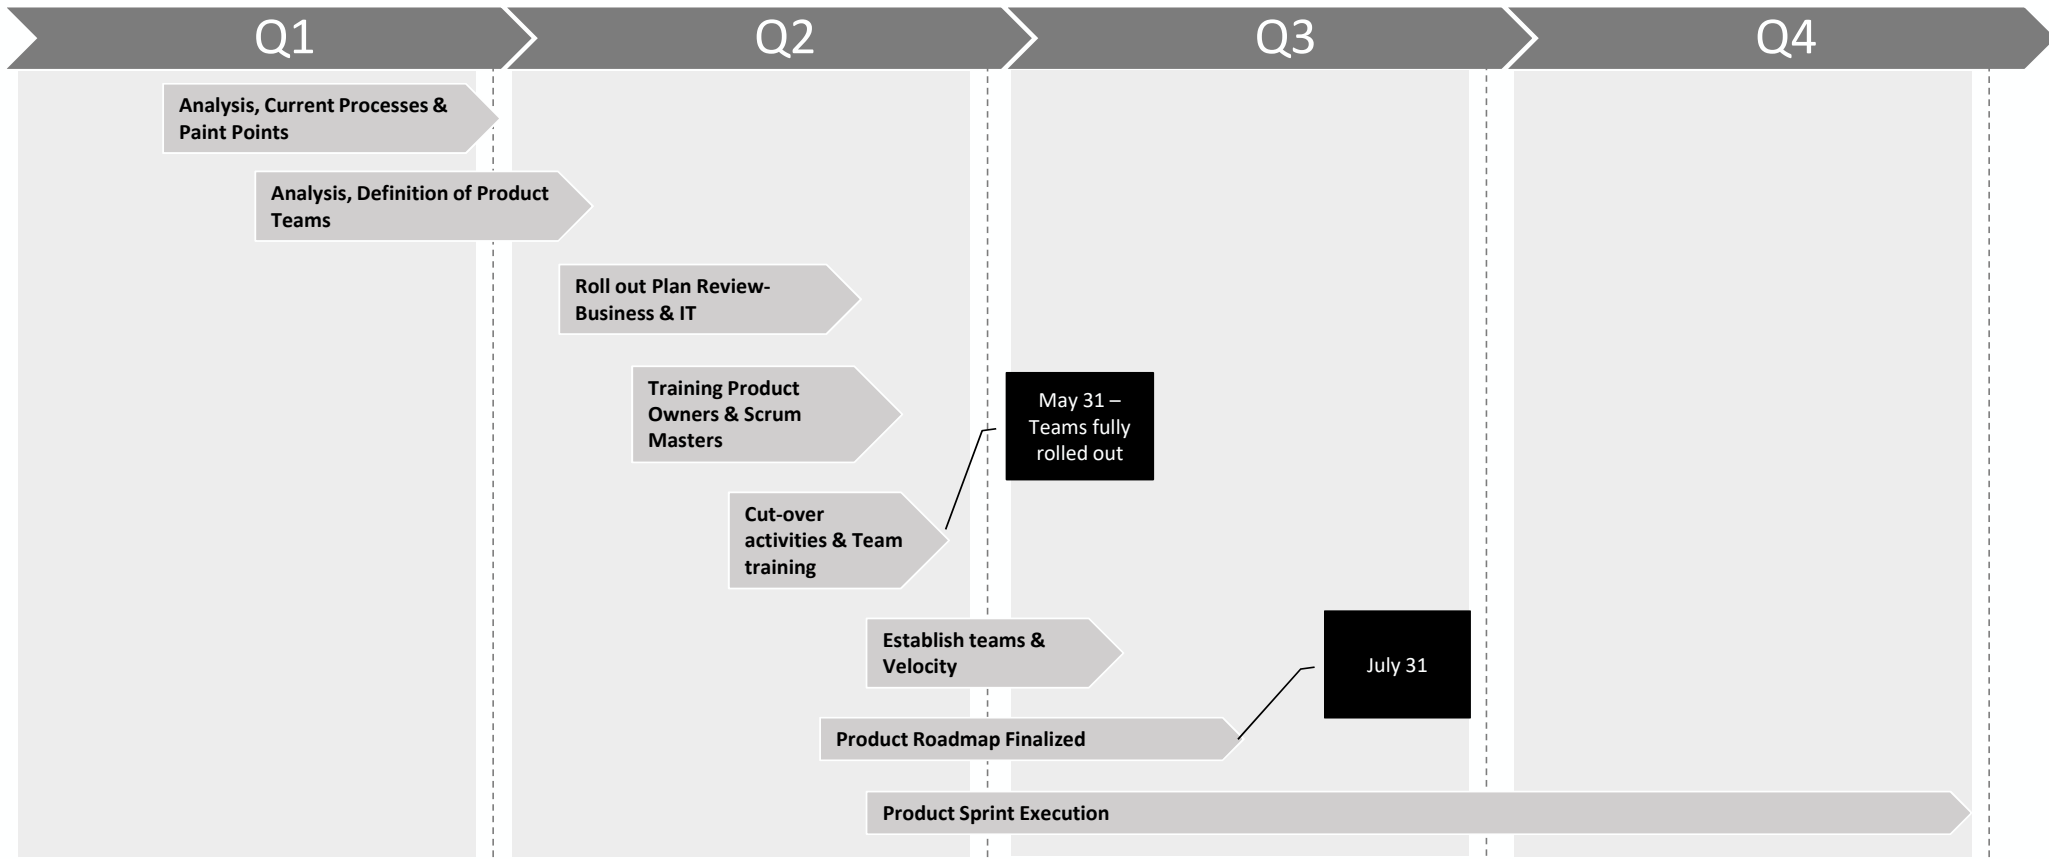 Q1
Q2
Q3
Q4
Analysis, Current Processes &
Paint Points
Analysis, Definition of Product
Teams
Roll out Plan Review-
Business & IT
Training Product
Owners & Scrum
Masters
May 31 –
Teams fully
rolled out
Cut-over
activities & Team
training
Establish teams &
Velocity
July 31
Product Roadmap Finalized
Product Sprint Execution